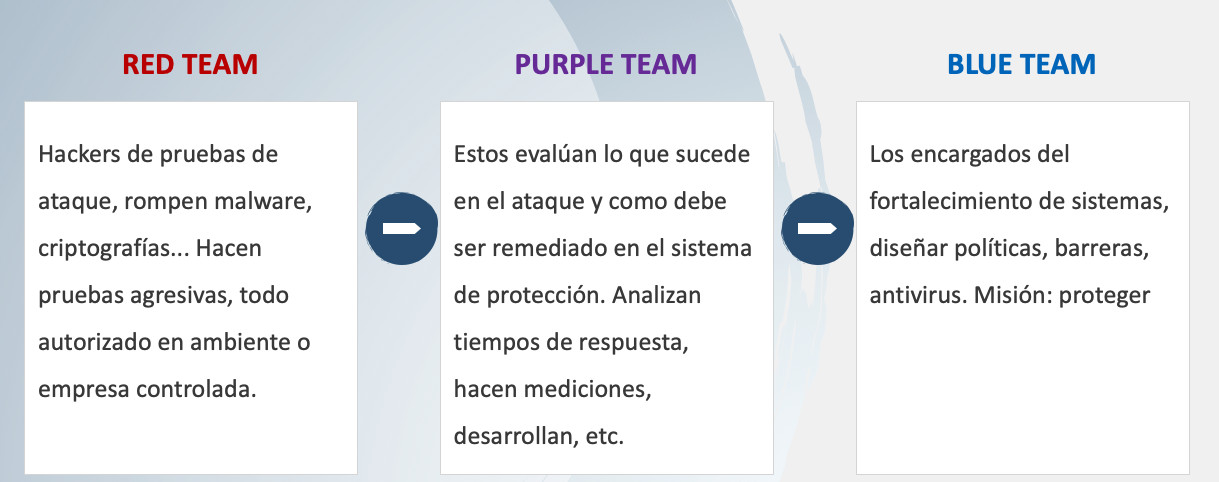 RED TEAM
Hackers de pruebas de
ataque, rompen malware,
criptografías... Hacen
pruebas agresivas, todo
autorizado en ambiente o
empresa controlada.
PURPLE TEAM
Estos evalúan lo que sucede
en el ataque y como debe
ser remediado en el sistema
de protección. Analizan
tiempos de respuesta,
hacen mediciones,
desarrollan, etc.
BLUE TEAM
Los encargados del
fortalecimiento de sistemas,
diseñar políticas, barreras,
antivirus. Misión: proteger